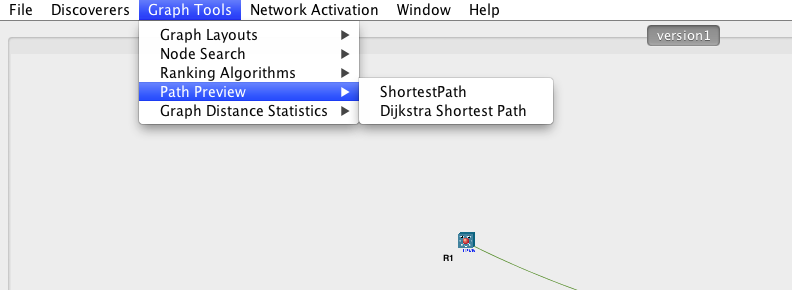 File Discoverers Graph Tools Network Activation Window Help
version1
Graph Layouts
Node Search
Ranking Algorithms
Path Preview
Graph Distance Statistics
ShortestPath
Dijkstra Shortest Path
R1